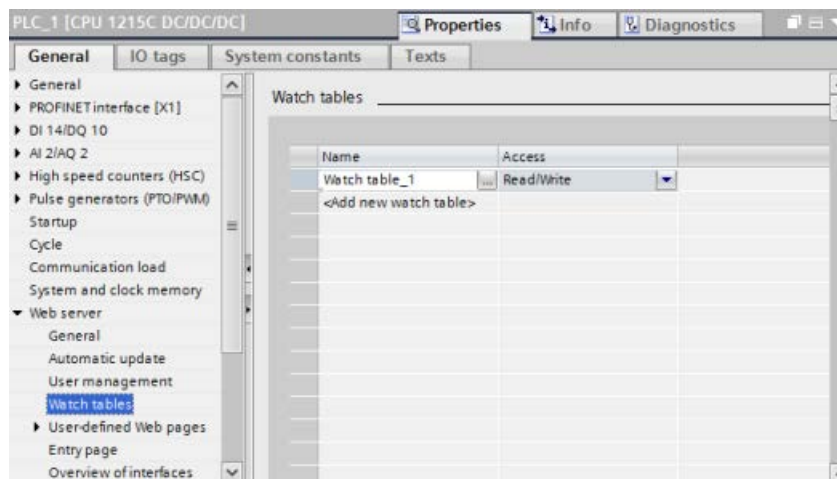 PLC_1 [CPU 1215C DC/DC/DC]
Properties
Info
Diagnostics
General
IO tags
System constants
Texts
General
PROFINET interface [X1]
DI 14/DQ 10
AI 2/AQ 2
High speed counters (HSC)
Pulse generators (PTO/PWM)
Startup
Cycle
Communication load
System and clock memory
Web server
General
Automatic update
User management
Watch tables
User-defined Web pages
Entry page
Overview of interfaces
Watch tables
Name Access
Watch table_1 ... Read/Write
<Add new watch table>